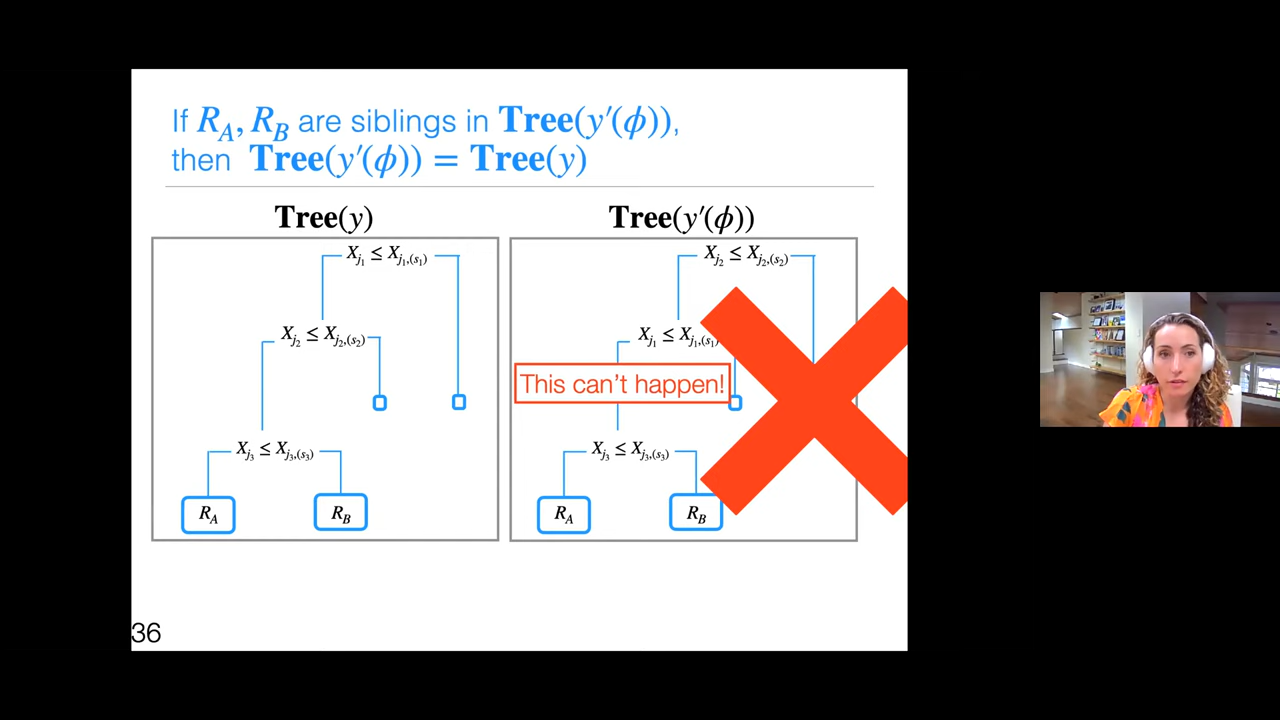 If R_A, R_B are siblings in Tree(y′(ϕ)),
then Tree(y′(ϕ)) = Tree(y)
Tree(y)
X_{j_1} ≤ X_{j_1,(s_1)}
X_{j_2} ≤ X_{j_2,(s_2)}
X_{j_3} ≤ X_{j_3,(s_3)}
R_A
R_B
Tree(y′(ϕ))
X_{j_2} ≤ X_{j_2,(s_2)}
X_{j_1} ≤ X_{j_1,(s_1)}
This can't happen!
X_{j_3} ≤ X_{j_3,(s_3)}
R_A
R_B
36